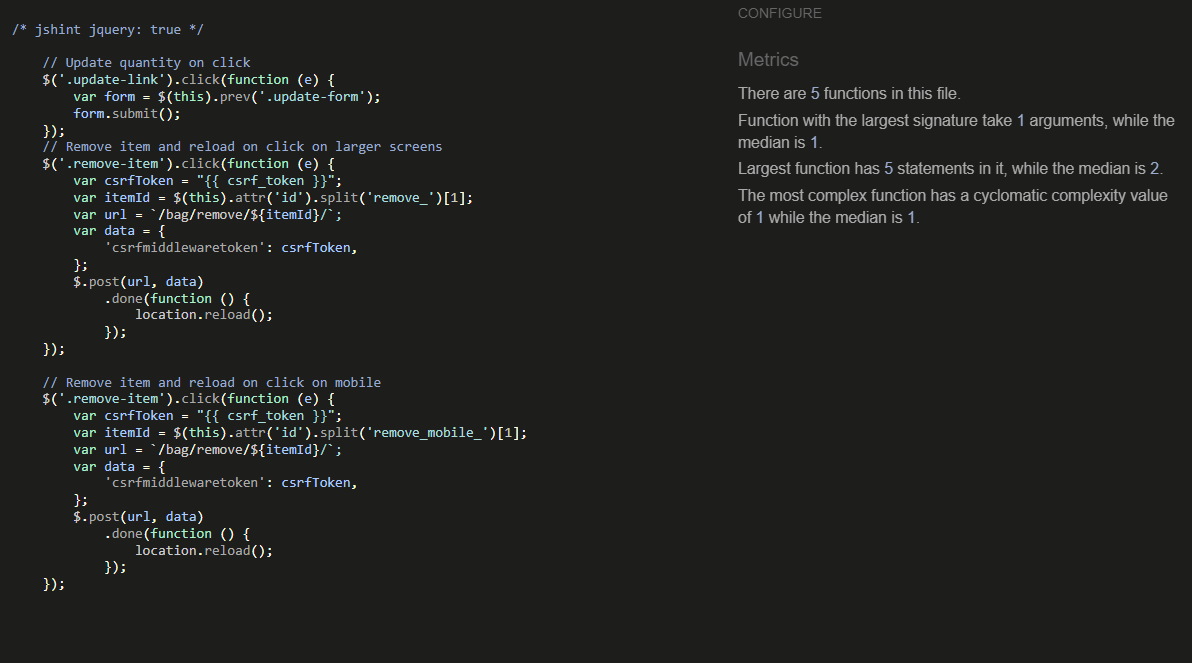 /* jshint jquery: true */
// Update quantity on click
$('.update-link').click(function (e) {
var form = $(this).prev('.update-form');
form.submit();
});
// Remove item and reload on click on larger screens
$('.remove-item').click(function (e) {
var csrfToken = "{{ csrf_token }}";
var itemId = $(this).attr('id').split('remove_')[1];
var url = `/bag/remove/${itemId}/`;
var data = {
'csrfmiddlewaretoken': csrfToken,
};
$.post(url, data)
.done(function () {
location.reload();
});
});
// Remove item and reload on click on mobile
$('.remove-item').click(function (e) {
var csrfToken = "{{ csrf_token }}";
var itemId = $(this).attr('id').split('remove_mobile_')[1];
var url = `/bag/remove/${itemId}/`;
var data = {
'csrfmiddlewaretoken': csrfToken,
};
$.post(url, data)
.done(function () {
location.reload();
});
});
CONFIGURE
Metrics
There are 5 functions in this file.
Function with the largest signature take 1 arguments, while the
median is 1.
Largest function has 5 statements in it, while the median is 2.
The most complex function has a cyclomatic complexity value
of 1 while the median is 1.